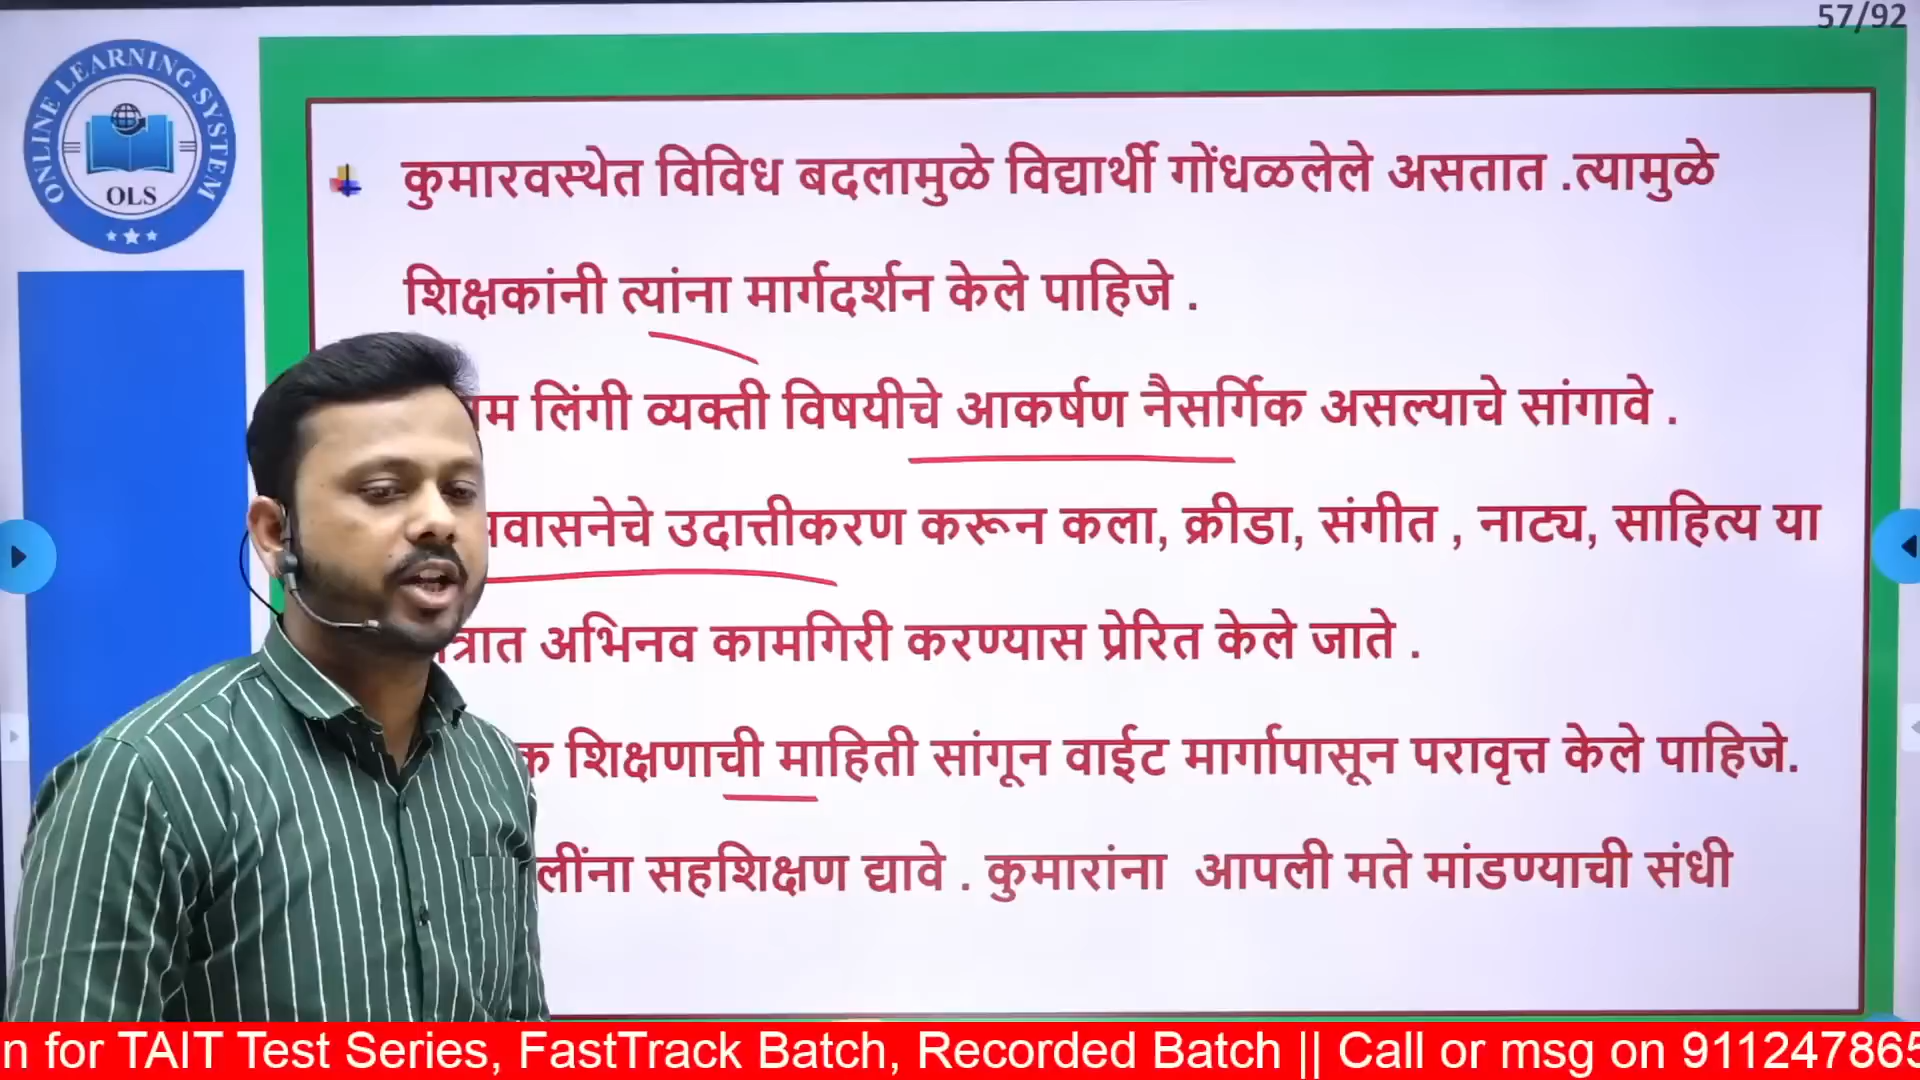 57/92
ONLINE LEARNING SYSTEM
OLS
कुमारवस्थेत विविध बदलामुळे विद्यार्थी गोंधळलेले असतात .त्यामुळे
शिक्षकांनी त्यांना मार्गदर्शन केले पाहिजे .
लिंगी व्यक्ती विषयीचे आकर्षण नैसर्गिक असल्याचे सांगावे .
उदात्तीकरण करून कला, क्रीडा, संगीत , नाट्य, साहित्य या
अभिनव कामगिरी करण्यास प्रेरित केले जाते .
शिक्षणाची माहिती सांगून वाईट मार्गापासून परावृत्त केले पाहिजे.
सहशिक्षण द्यावे . कुमारांना आपली मते मांडण्याची संधी
n for TAIT Test Series, FastTrack Batch, Recorded Batch || Call or msg on 911247865